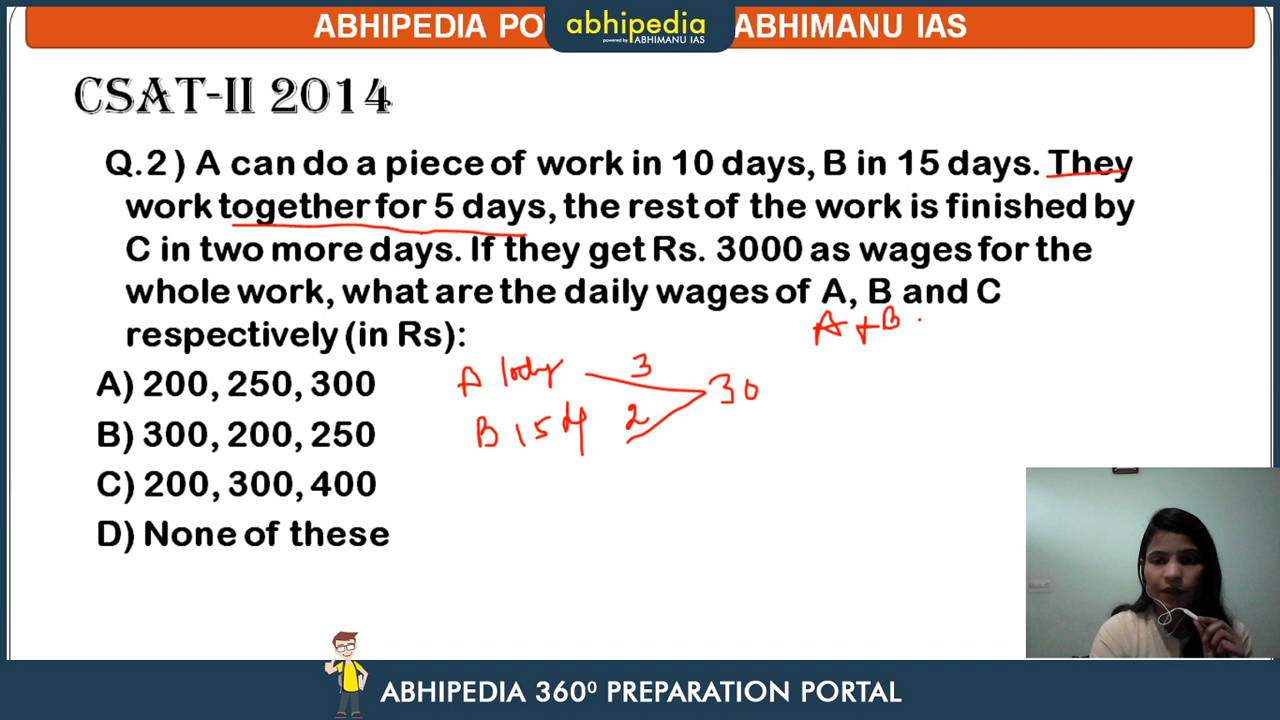 ABHIPEDIA PO
abhipedia
powered by ABHIMANU IAS
ABHIMANU IAS
CSAT-II 2014
Q.2 ) A can do a piece of work in 10 days, B in 15 days. They
work together for 5 days, the rest of the work is finished by
C in two more days. If they get Rs. 3000 as wages for the
whole work, what are the daily wages of A, B and C
respectively (in Rs):
A + B
A) 200, 250, 300
A 10dy 3
30
B) 300, 200, 250
B 15dy 2
C) 200, 300, 400
D) None of these
ABHIPEDIA 360⁰ PREPARATION PORTAL